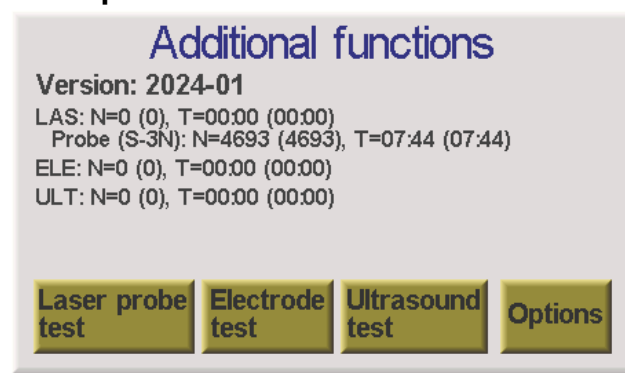 Additional functions
Version: 2024-01
LAS: N=0 (0), T=00:00 (00:00)
Probe (S-3N): N=4693 (4693), T=07:44 (07:44)
ELE: N=0 (0), T=00:00 (00:00)
ULT: N=0 (0), T=00:00 (00:00)
Laser probe
test
Electrode
test
Ultrasound
test
Options